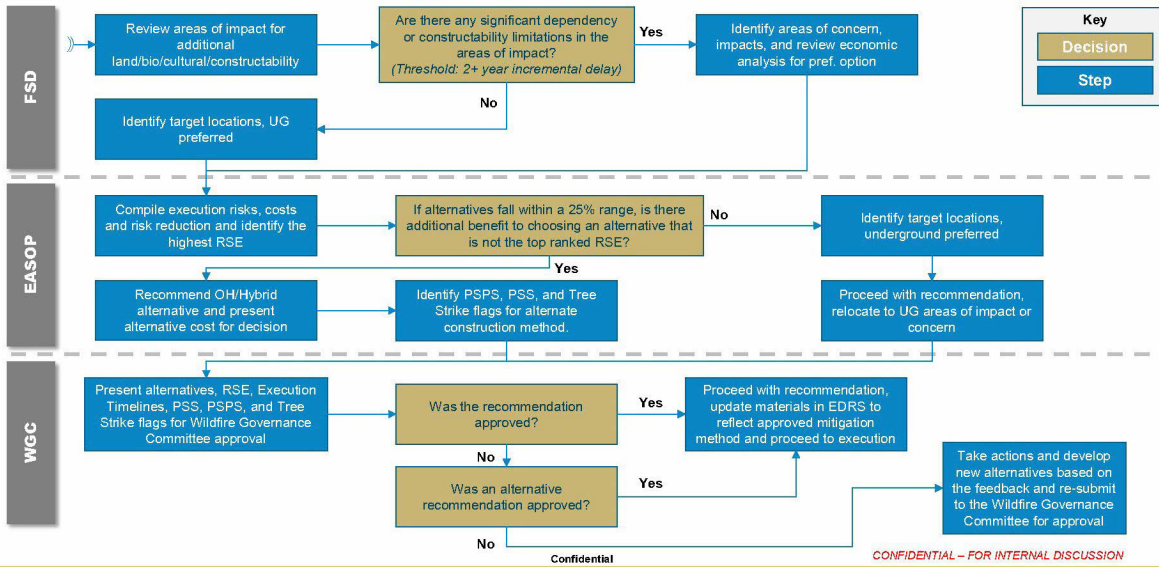 FSD
Review areas of impact for
additional
land/bio/cultural/constructability
Are there any significant dependency
or constructability limitations in the
areas of impact?
(Threshold: 2+ year incremental delay)
Yes
Identify areas of concern,
impacts, and review economic
analysis for pref. option
Key
Decision
Step
No
Identify target locations, UG
preferred
EASOP
Compile execution risks, costs
and risk reduction and identify the
highest RSE
If alternatives fall within a 25% range, is there
additional benefit to choosing an alternative that
is not the top ranked RSE?
No
Identify target locations,
underground preferred
Yes
Recommend OH/Hybrid
alternative and present
alternative cost for decision
Identify PSPS, PSS, and Tree
Strike flags for alternate
construction method.
Proceed with recommendation,
relocate to UG areas of impact or
concern
WGC
Present alternatives, RSE, Execution
Timelines, PSS, PSPS, and Tree
Strike flags for Wildfire Governance
Committee approval
Was the recommendation
approved?
Yes
Proceed with recommendation,
update materials in EDRS to
reflect approved mitigation
method and proceed to execution
No
Was an alternative
recommendation approved?
Yes
Take actions and develop
new alternatives based on
the feedback and re-submit
to the Wildfire Governance
Committee for approval
No
Confidential
CONFIDENTIAL – FOR INTERNAL DISCUSSION